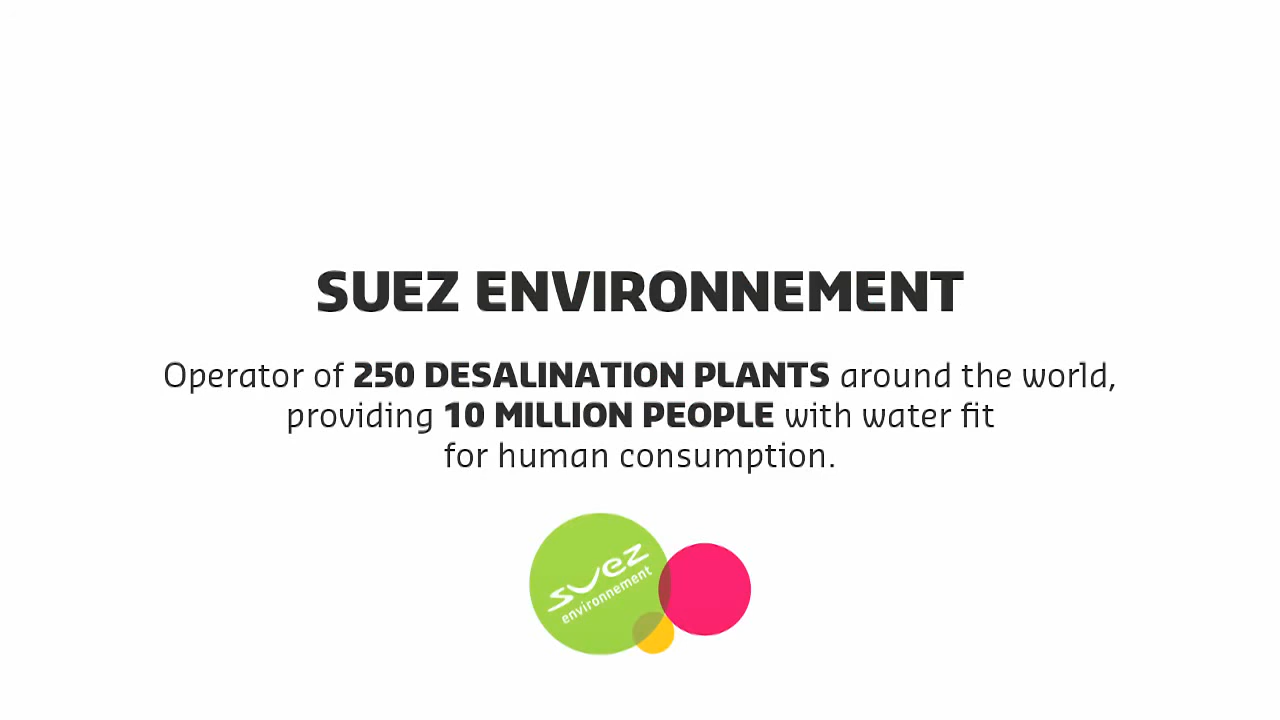 SUEZ ENVIRONNEMENT
Operator of 250 DESALINATION PLANTS around the world,
providing 10 MILLION PEOPLE with water fit
for human consumption.
suez
environnement